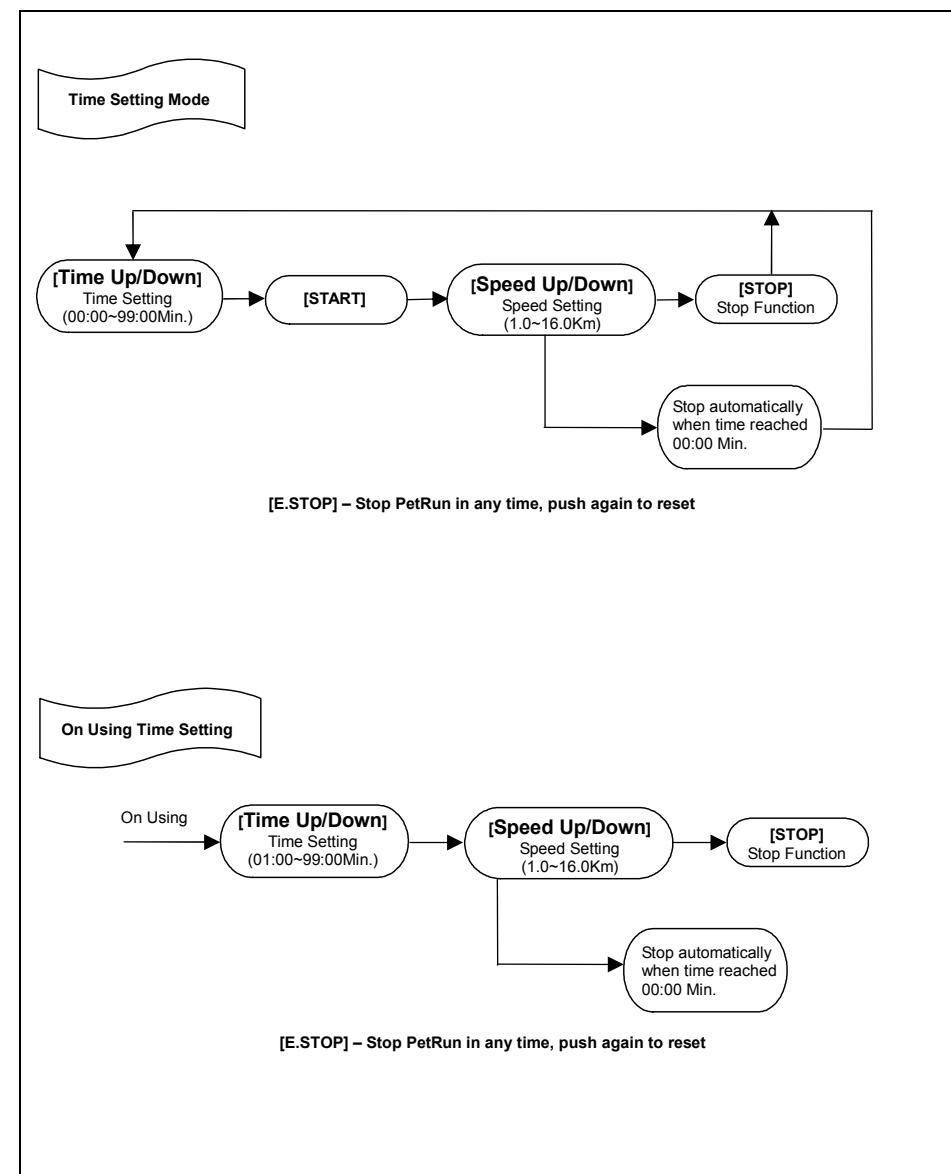 Time Setting Mode
[Time Up/Down]
Time Setting
(00:00~99:00Min.)
[START]
[Speed Up/Down]
Speed Setting
(1.0~16.0Km)
[STOP]
Stop Function
Stop automatically
when time reached
00:00 Min.
[E.STOP] – Stop PetRun in any time, push again to reset
On Using Time Setting
On Using
[Time Up/Down]
Time Setting
(01:00~99:00Min.)
[Speed Up/Down]
Speed Setting
(1.0~16.0Km)
[STOP]
Stop Function
Stop automatically
when time reached
00:00 Min.
[E.STOP] – Stop PetRun in any time, push again to reset